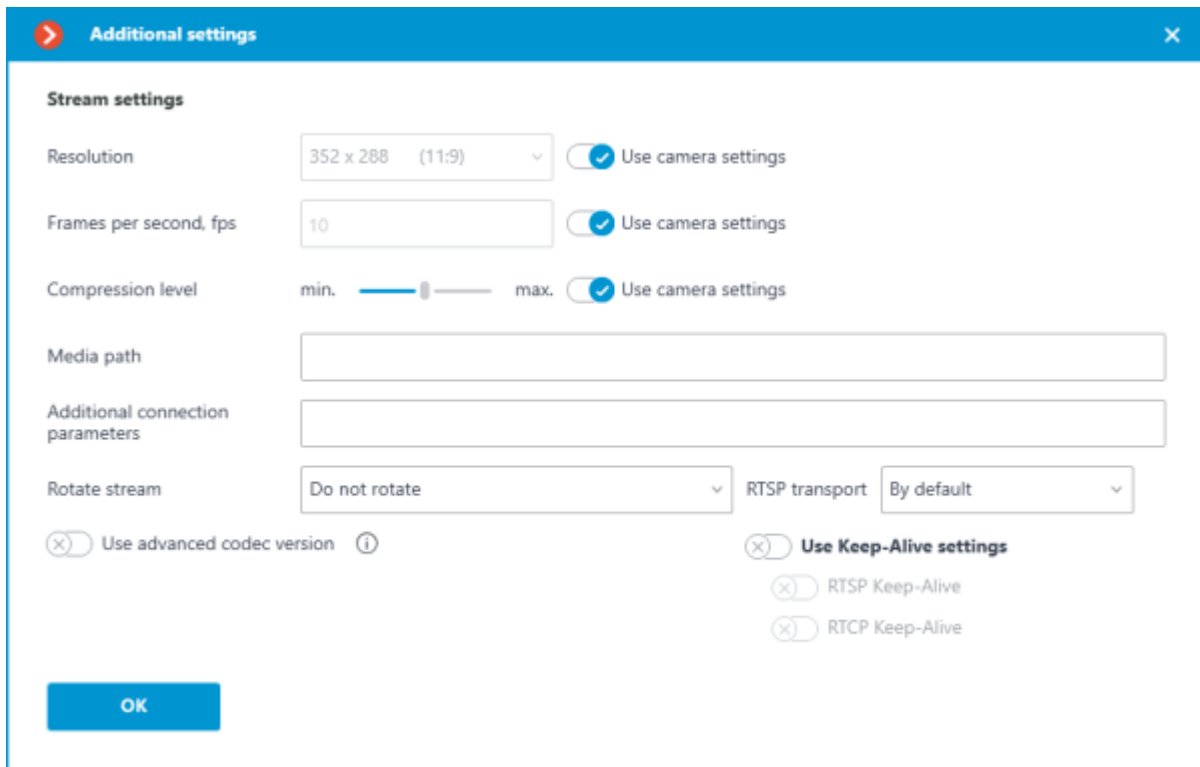 Additional settings
Stream settings
Resolution 352 x 288 (11:9) Use camera settings
Frames per second, fps 10 Use camera settings
Compression level min. max. Use camera settings
Media path
Additional connection
parameters
Rotate stream Do not rotate RTSP transport By default
Use advanced codec version Use Keep-Alive settings
RTSP Keep-Alive
RTCP Keep-Alive
OK